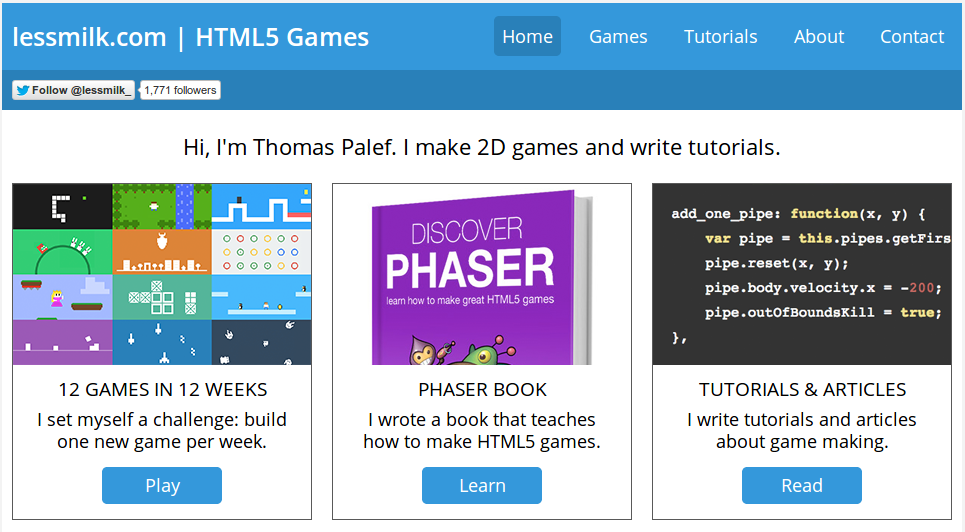 lessmilk.com | HTML5 Games
Home Games Tutorials About Contact
Follow @lessmilk_ 1,771 followers
Hi, I'm Thomas Palef. I make 2D games and write tutorials.
DISCOVER
PHASER
learn how to make great HTML5 games
add_one_pipe: function(x, y) {
var pipe = this.pipes.getFirs
pipe.reset(x, y);
pipe.body.velocity.x = -200;
pipe.outOfBoundsKill = true;
},
12 GAMES IN 12 WEEKS
I set myself a challenge: build
one new game per week.
Play
PHASER BOOK
I wrote a book that teaches
how to make HTML5 games.
Learn
TUTORIALS & ARTICLES
I write tutorials and articles
about game making.
Read